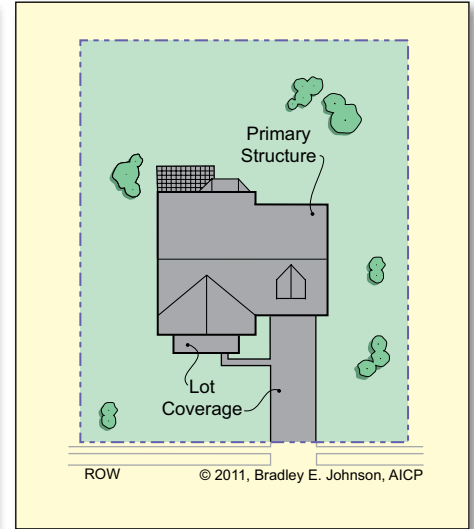 Primary
Structure
Lot
Coverage
ROW
© 2011, Bradley E. Johnson, AICP